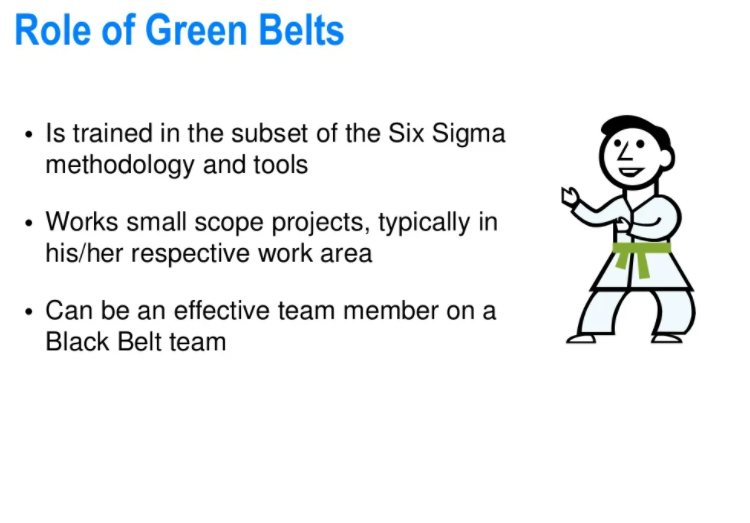 Role of Green Belts
• Is trained in the subset of the Six Sigma
methodology and tools
• Works small scope projects, typically in
his/her respective work area
• Can be an effective team member on a
Black Belt team